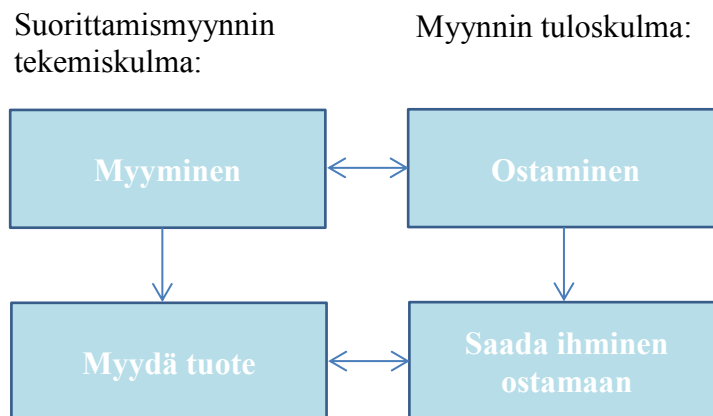 Suorittamismyynnin
tekemiskulma:
Myynnin tuloskulma:
Myyminen
Ostaminen
Myydä tuote
Saada ihminen
ostamaan